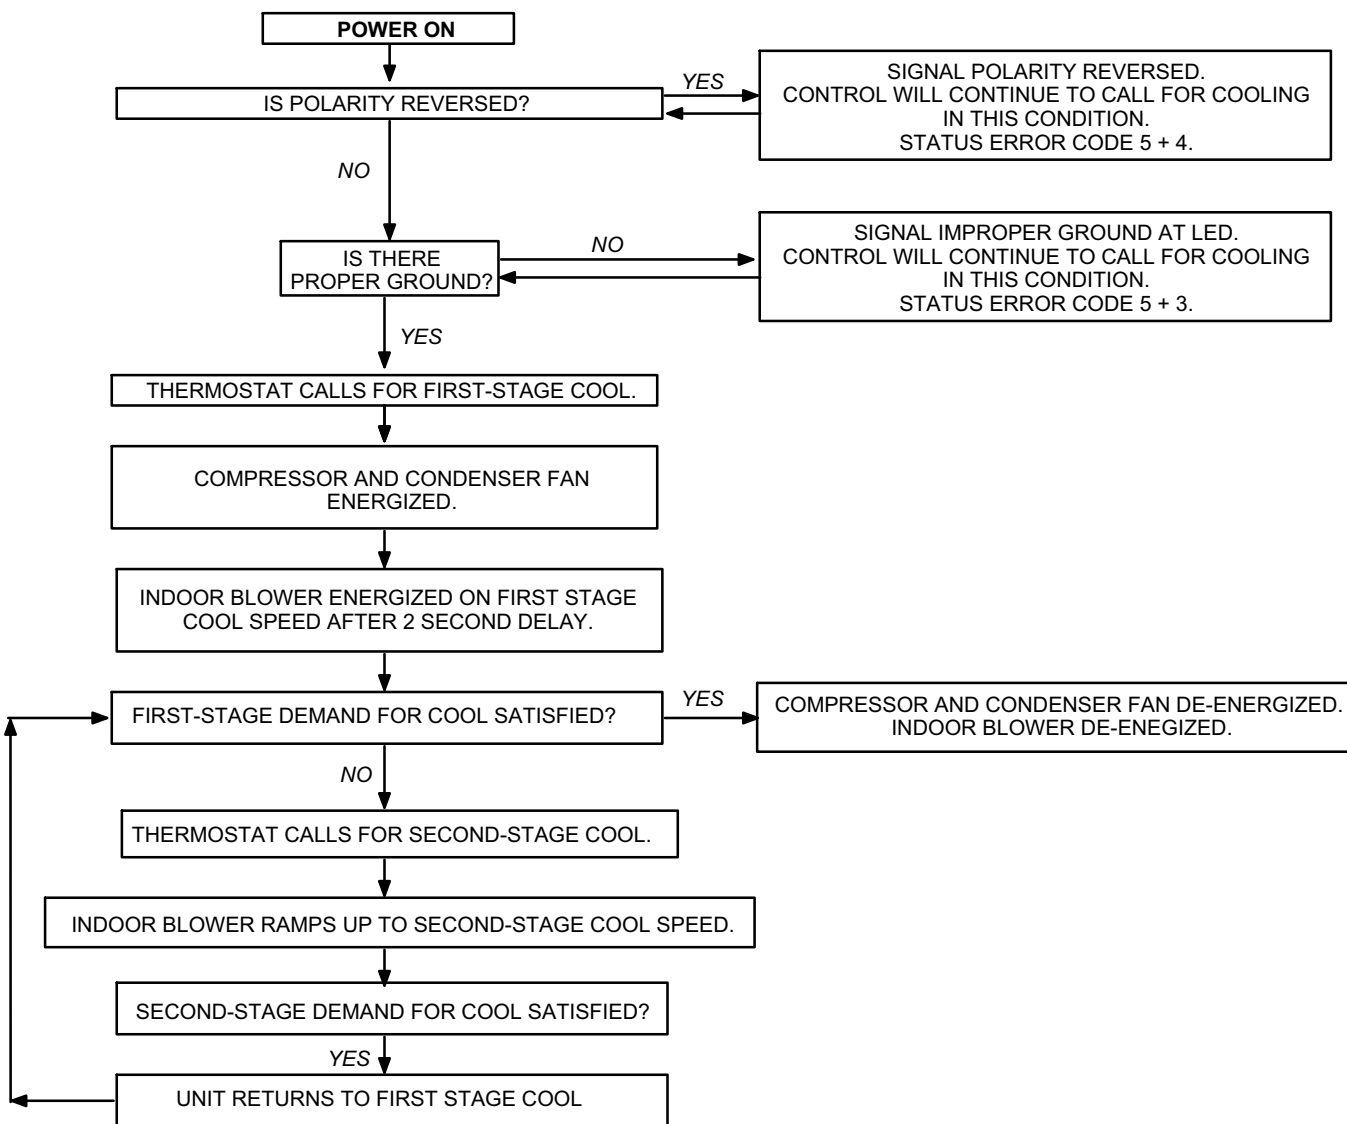 POWER ON
IS POLARITY REVERSED?
YES
SIGNAL POLARITY REVERSED.
CONTROL WILL CONTINUE TO CALL FOR COOLING
IN THIS CONDITION.
STATUS ERROR CODE 5 + 4.
NO
IS THERE
PROPER GROUND?
NO
SIGNAL IMPROPER GROUND AT LED.
CONTROL WILL CONTINUE TO CALL FOR COOLING
IN THIS CONDITION.
STATUS ERROR CODE 5 + 3.
YES
THERMOSTAT CALLS FOR FIRST-STAGE COOL.
COMPRESSOR AND CONDENSER FAN
ENERGIZED.
INDOOR BLOWER ENERGIZED ON FIRST STAGE
COOL SPEED AFTER 2 SECOND DELAY.
FIRST-STAGE DEMAND FOR COOL SATISFIED?
YES
COMPRESSOR AND CONDENSER FAN DE-ENERGIZED.
INDOOR BLOWER DE-ENEGIZED.
NO
THERMOSTAT CALLS FOR SECOND-STAGE COOL.
INDOOR BLOWER RAMPS UP TO SECOND-STAGE COOL SPEED.
SECOND-STAGE DEMAND FOR COOL SATISFIED?
YES
UNIT RETURNS TO FIRST STAGE COOL